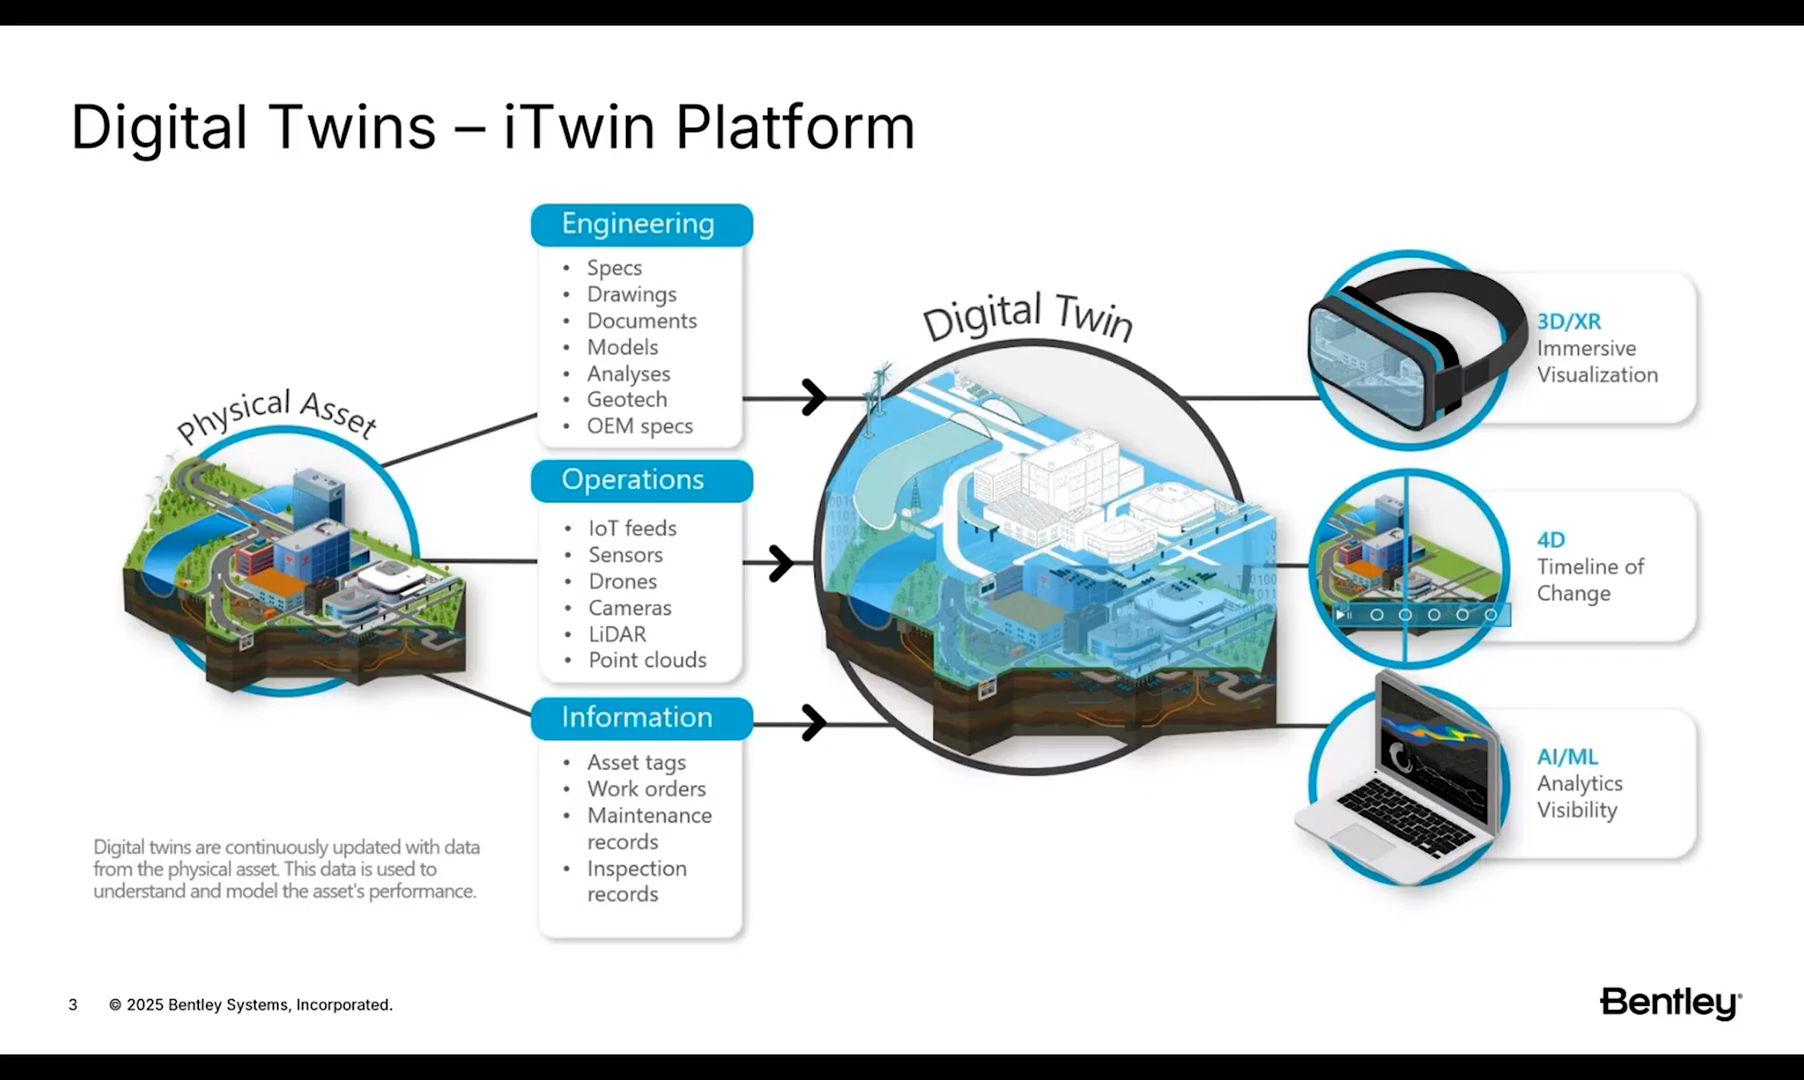 Digital Twins – iTwin Platform
Physical Asset
Engineering
• Specs
• Drawings
• Documents
• Models
• Analyses
• Geotech
• OEM specs
Operations
• IoT feeds
• Sensors
• Drones
• Cameras
• LiDAR
• Point clouds
Information
• Asset tags
• Work orders
• Maintenance
records
• Inspection
records
Digital Twin
3D/XR
Immersive
Visualization
4D
Timeline of
Change
AI/ML
Analytics
Visibility
Digital twins are continuously updated with data
from the physical asset. This data is used to
understand and model the asset's performance.
3 © 2025 Bentley Systems, Incorporated.
Bentley®